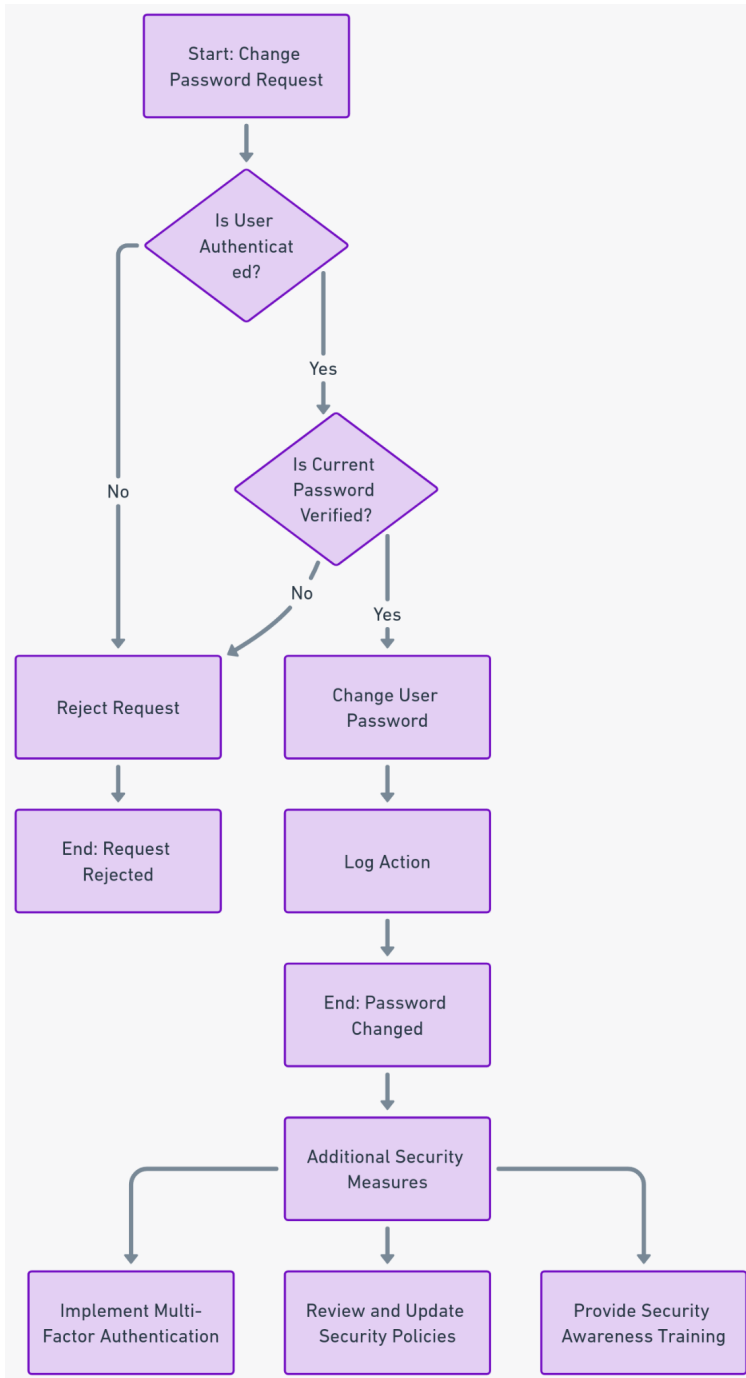 Start: Change
Password Request
Is User
Authenticat
ed?
Yes
Is Current
Password
Verified?
No
No
Yes
Reject Request
Change User
Password
End: Request
Rejected
Log Action
End: Password
Changed
Additional Security
Measures
Implement Multi-
Factor Authentication
Review and Update
Security Policies
Provide Security
Awareness Training